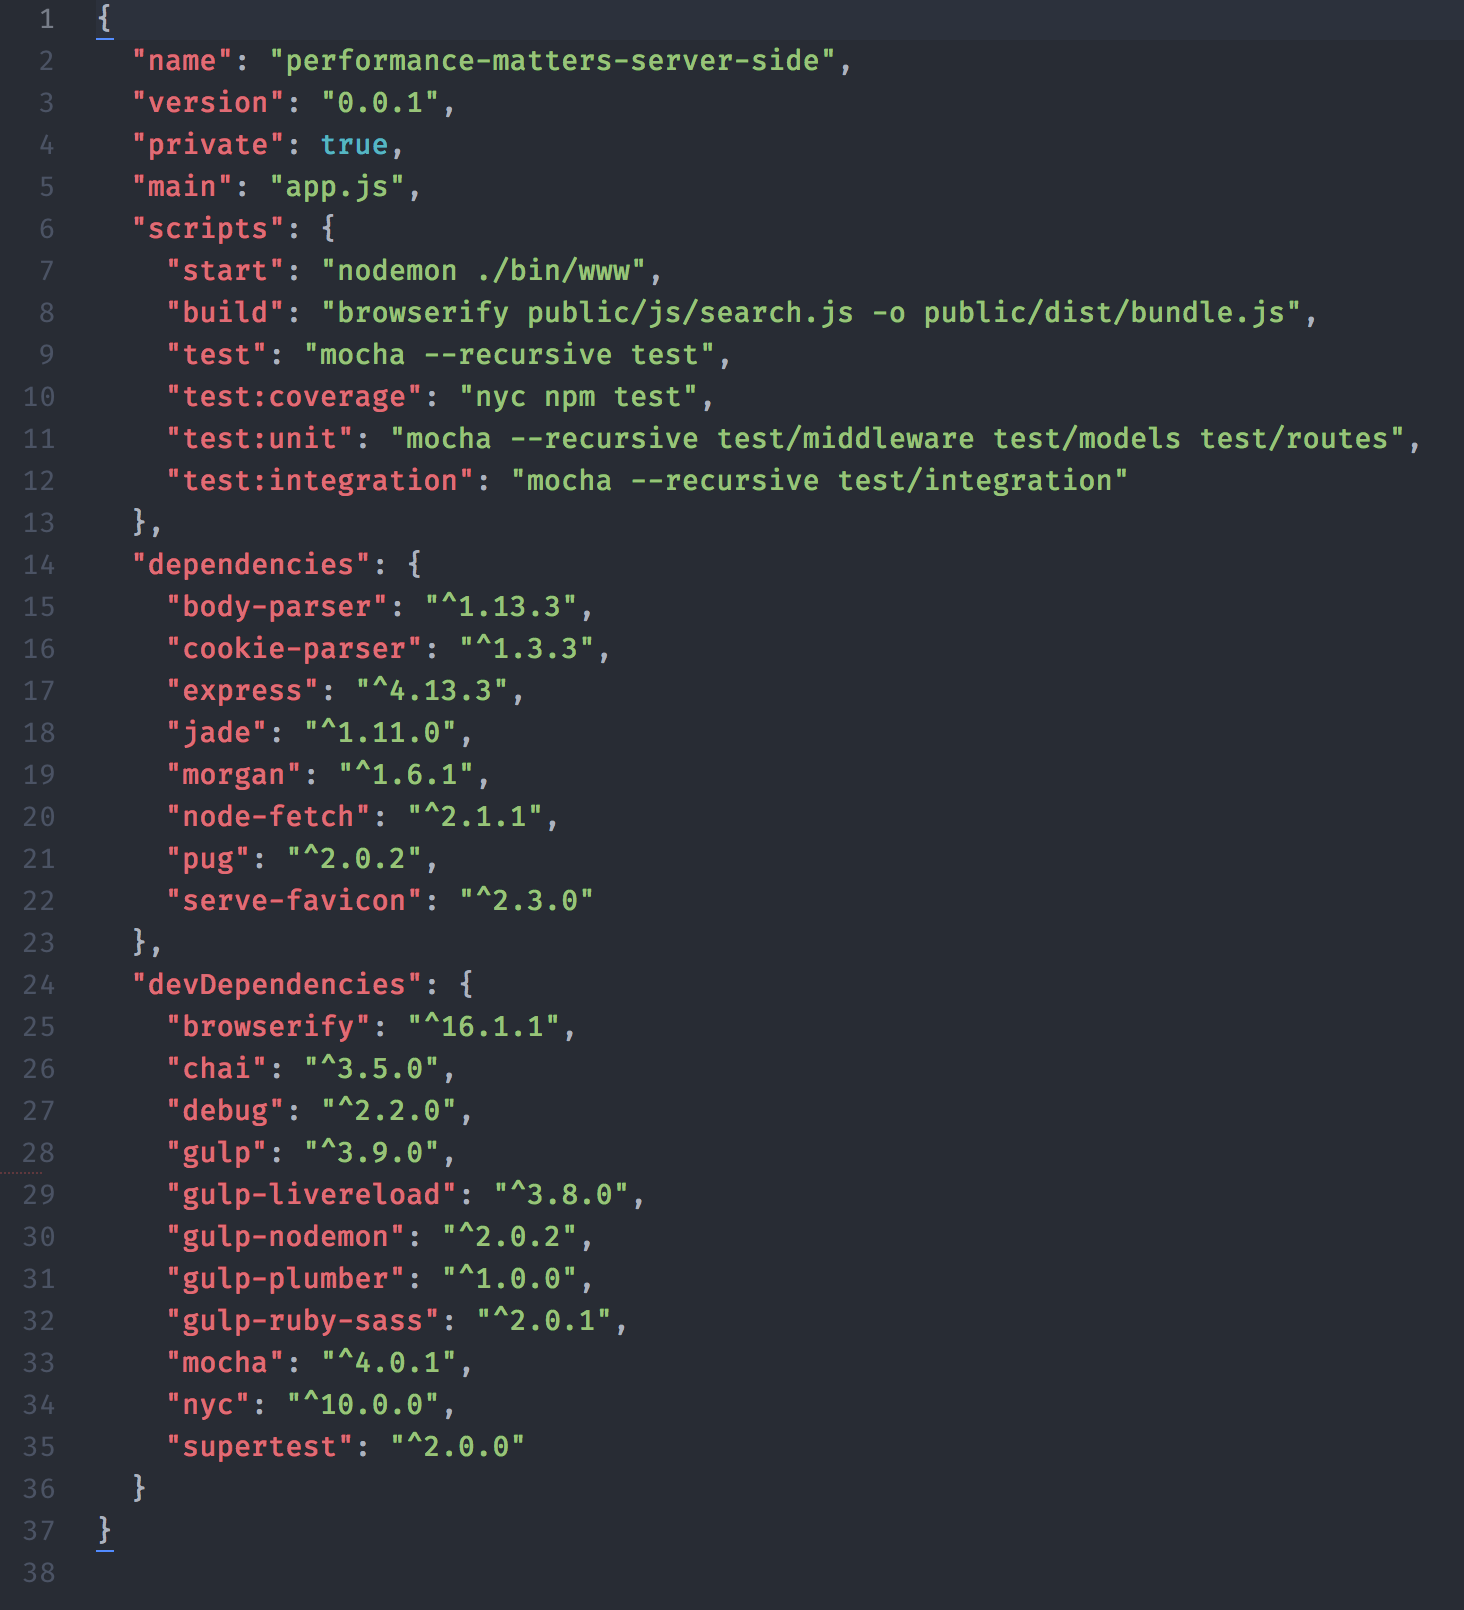 1 {
2   "name": "performance-matters-server-side",
3   "version": "0.0.1",
4   "private": true,
5   "main": "app.js",
6   "scripts": {
7     "start": "nodemon ./bin/www",
8     "build": "browserify public/js/search.js -o public/dist/bundle.js",
9     "test": "mocha --recursive test",
10     "test:coverage": "nyc npm test",
11     "test:unit": "mocha --recursive test/middleware test/models test/routes",
12     "test:integration": "mocha --recursive test/integration"
13   },
14   "dependencies": {
15     "body-parser": "^1.13.3",
16     "cookie-parser": "^1.3.3",
17     "express": "^4.13.3",
18     "jade": "^1.11.0",
19     "morgan": "^1.6.1",
20     "node-fetch": "^2.1.1",
21     "pug": "^2.0.2",
22     "serve-favicon": "^2.3.0"
23   },
24   "devDependencies": {
25     "browserify": "^16.1.1",
26     "chai": "^3.5.0",
27     "debug": "^2.2.0",
28     "gulp": "^3.9.0",
29     "gulp-livereload": "^3.8.0",
30     "gulp-nodemon": "^2.0.2",
31     "gulp-plumber": "^1.0.0",
32     "gulp-ruby-sass": "^2.0.1",
33     "mocha": "^4.0.1",
34     "nyc": "^10.0.0",
35     "supertest": "^2.0.0"
36   }
37 }
38